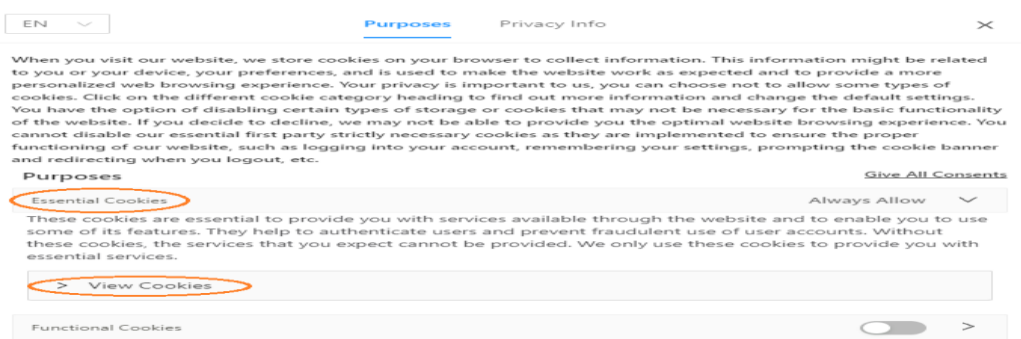 EN
Purposes
Privacy Info
When you visit our website, we store cookies on your browser to collect information. This information might be related
to you or your device, your preferences, and is used to make the website work as expected and to provide a more
personalized web browsing experience. Your privacy is important to us, you can choose not to allow some types of
cookies. Click on the different cookie category heading to find out more information and change the default settings.
You have the option of disabling certain types of storage or cookies that may not be necessary for the basic functionality
of the website. If you decide to decline, we may not be able to provide you the optimal website browsing experience. You
cannot disable our essential first party strictly necessary cookies as they are implemented to ensure the proper
functioning of our website, such as logging into your account, remembering your settings, prompting the cookie banner
and redirecting when you logout, etc.
Purposes
Give All Consents
Essential Cookies
Always Allow
These cookies are essential to provide you with services available through the website and to enable you to use
some of its features. They help to authenticate users and prevent fraudulent use of user accounts. Without
these cookies, the services that you expect cannot be provided. We only use these cookies to provide you with
essential services.
> View Cookies
Functional Cookies